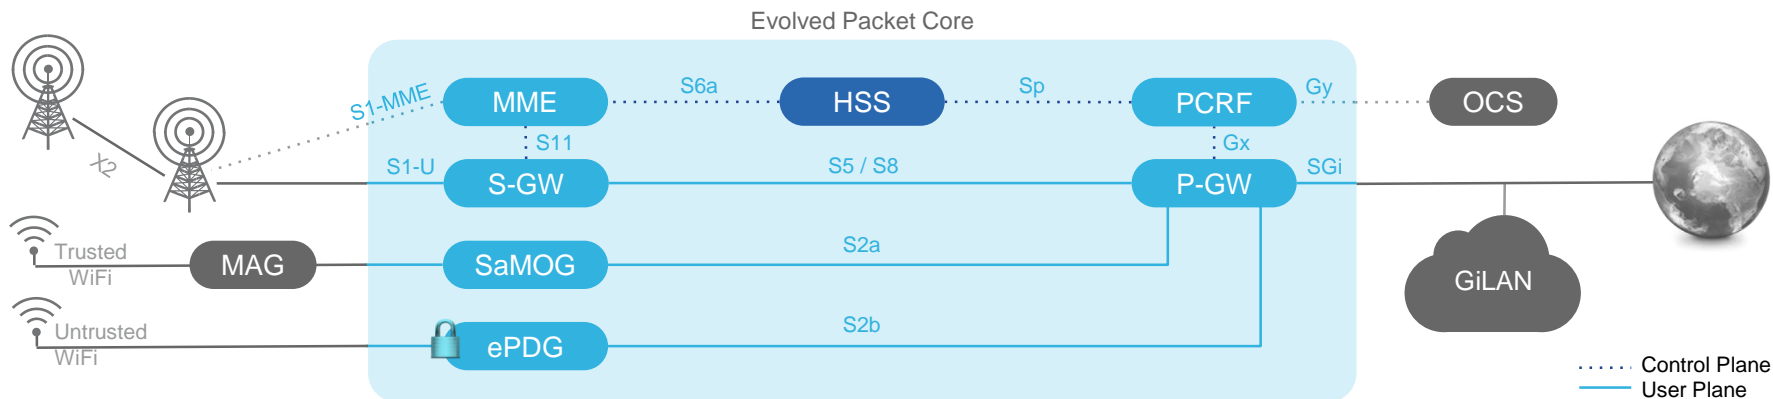 Evolved Packet Core
S1-MME
MME
S6a
HSS
Sp
PCRF
Gy
OCS
X2
S11
Gx
S1-U
S-GW
S5 / S8
P-GW
SGi
Trusted
WiFi
MAG
SaMOG
S2a
GiLAN
Untrusted
WiFi
ePDG
S2b
Control Plane
User Plane